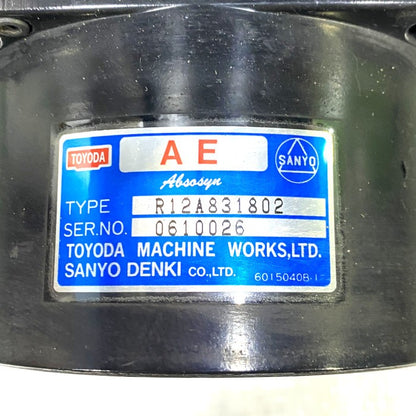 TOYODA AE SANYO
Absosyn
TYPE R12A831802
SER.NO. 0610026
TOYODA MACHINE WORKS,LTD.
SANYO DENKI CO.,LTD.
6015040B-1